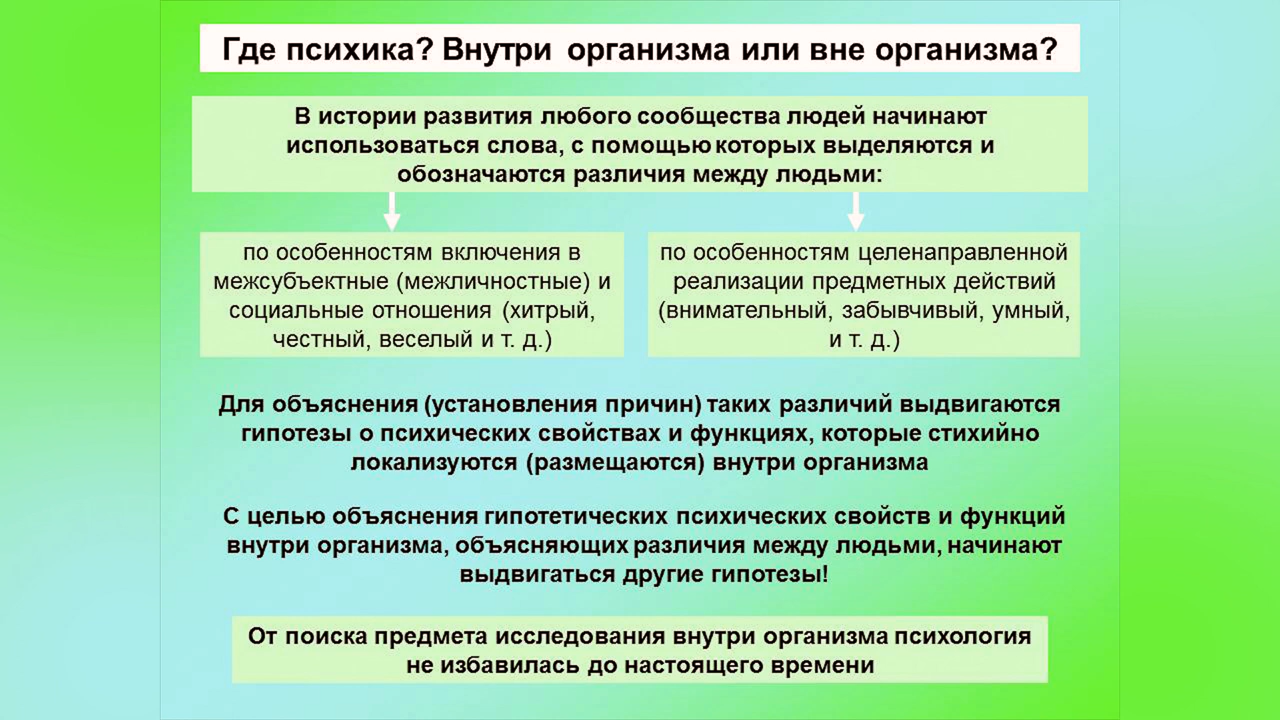 Где психика? Внутри организма или вне организма?
В истории развития любого сообщества людей начинают
использоваться слова, с помощью которых выделяются и
обозначаются различия между людьми:
по особенностям включения в
межсубъектные (межличностные) и
социальные отношения (хитрый,
честный, веселый и т. д.)
по особенностям целенаправленной
реализации предметных действий
(внимательный, забывчивый, умный,
и т. д.)
Для объяснения (установления причин) таких различий выдвигаются
гипотезы о психических свойствах и функциях, которые стихийно
локализуются (размещаются) внутри организма
С целью объяснения гипотетических психических свойств и функций
внутри организма, объясняющих различия между людьми, начинают
выдвигаться другие гипотезы!
От поиска предмета исследования внутри организма психология
не избавилась до настоящего времени